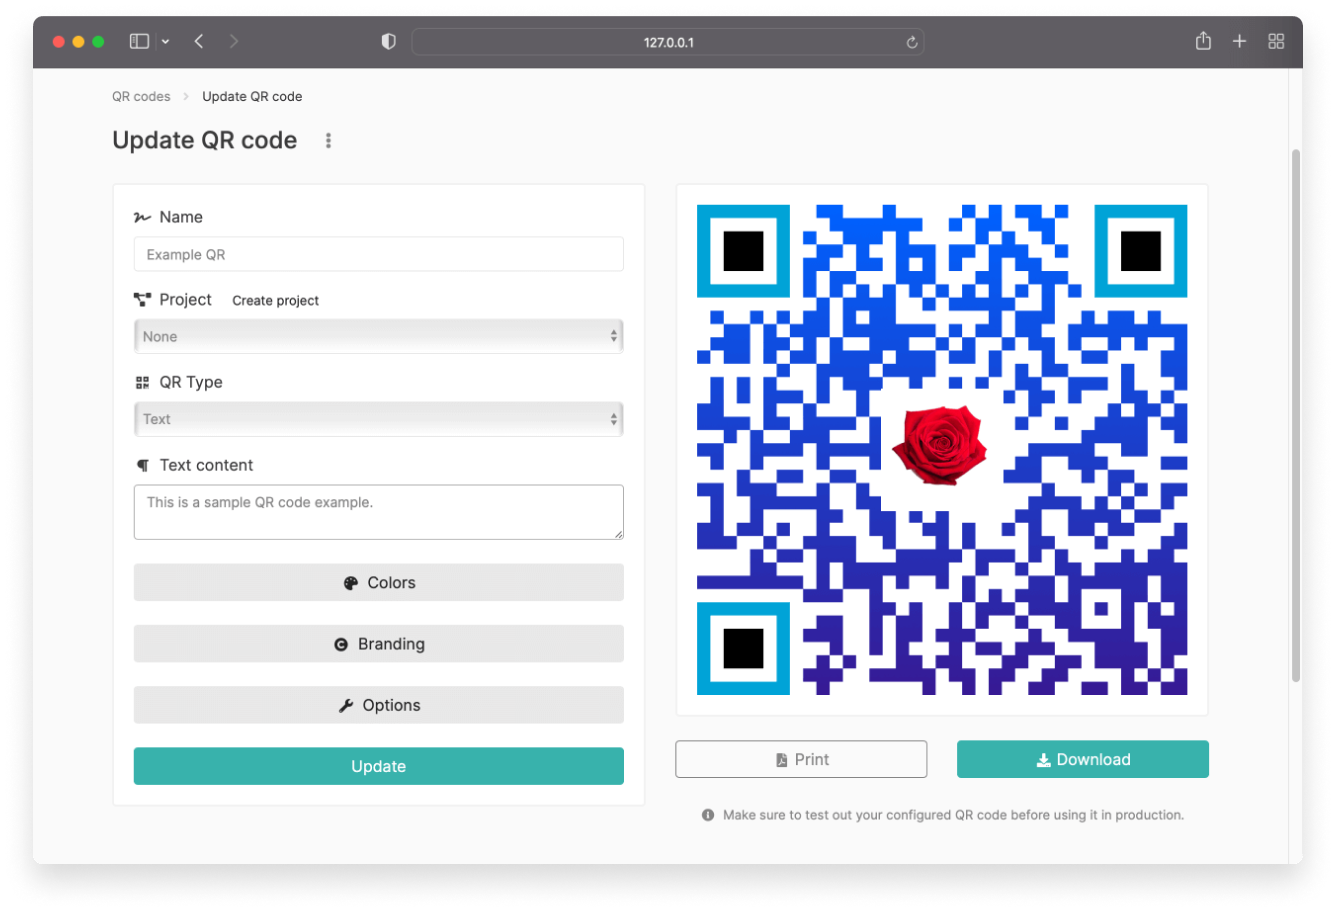 127.0.0.1
QR codes > Update QR code
Update QR code
Name
Example QR
Project Create project
None
QR Type
Text
Text content
This is a sample QR code example.
Colors
Branding
Options
Update
Print
Download
Make sure to test out your configured QR code before using it in production.